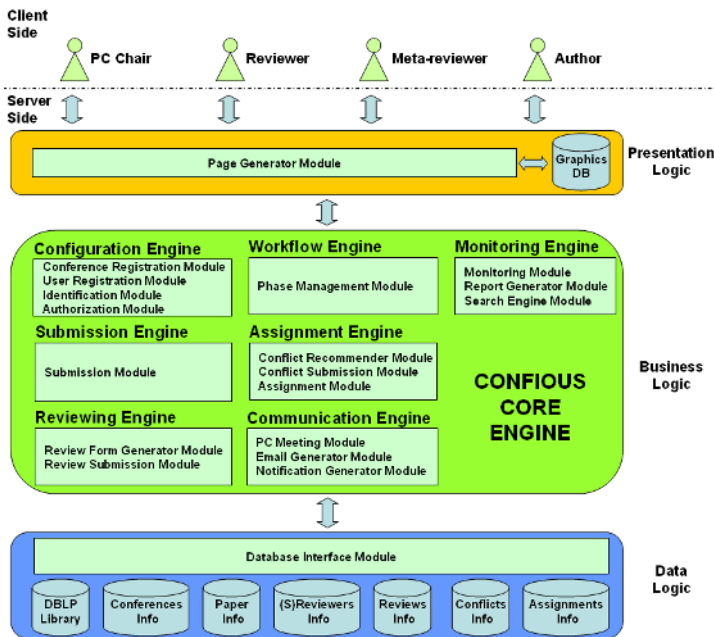 Client
Side
PC Chair
Reviewer
Meta-reviewer
Author
Server
Side
Page Generator Module
Graphics
DB
Presentation
Logic
Configuration Engine
Conference Registration Module
User Registration Module
Identification Module
Authorization Module
Workflow Engine
Phase Management Module
Monitoring Engine
Monitoring Module
Report Generator Module
Search Engine Module
Submission Engine
Submission Module
Assignment Engine
Conflict Recommender Module
Conflict Submission Module
Assignment Module
CONFIOUS
CORE
ENGINE
Business
Logic
Reviewing Engine
Review Form Generator Module
Review Submission Module
Communication Engine
PC Meeting Module
Email Generator Module
Notification Generator Module
Database Interface Module
Data
Logic
DBLP
Library
Conferences
Info
Paper
Info
(S)Reviewers
Info
Reviews
Info
Conflicts
Info
Assignments
Info